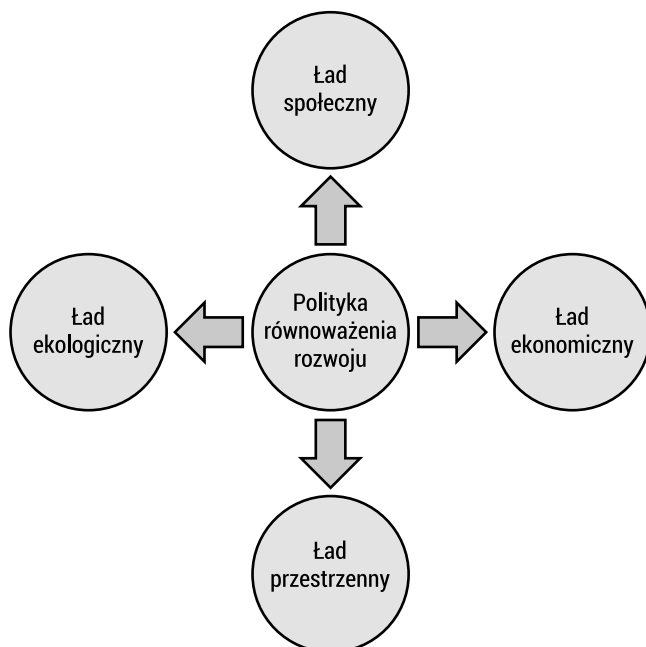 Ład
społeczny
Ład
ekologiczny
Polityka
równoważenia
rozwoju
Ład
ekonomiczny
Ład
przestrzenny